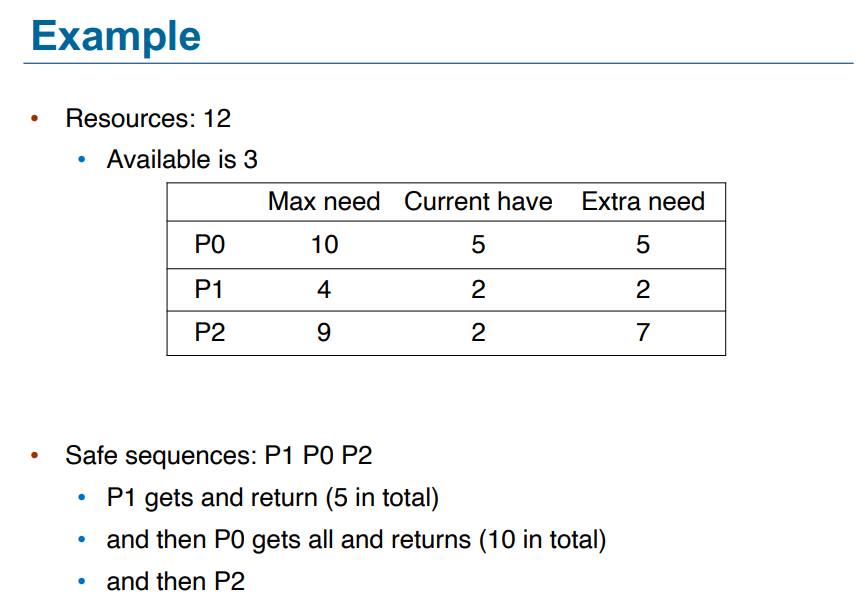 Example
• Resources: 12
• Available is 3
Max need Current have Extra need
P0 10 5 5
P1 4 2 2
P2 9 2 7
• Safe sequences: P1 P0 P2
• P1 gets and return (5 in total)
• and then P0 gets all and returns (10 in total)
• and then P2